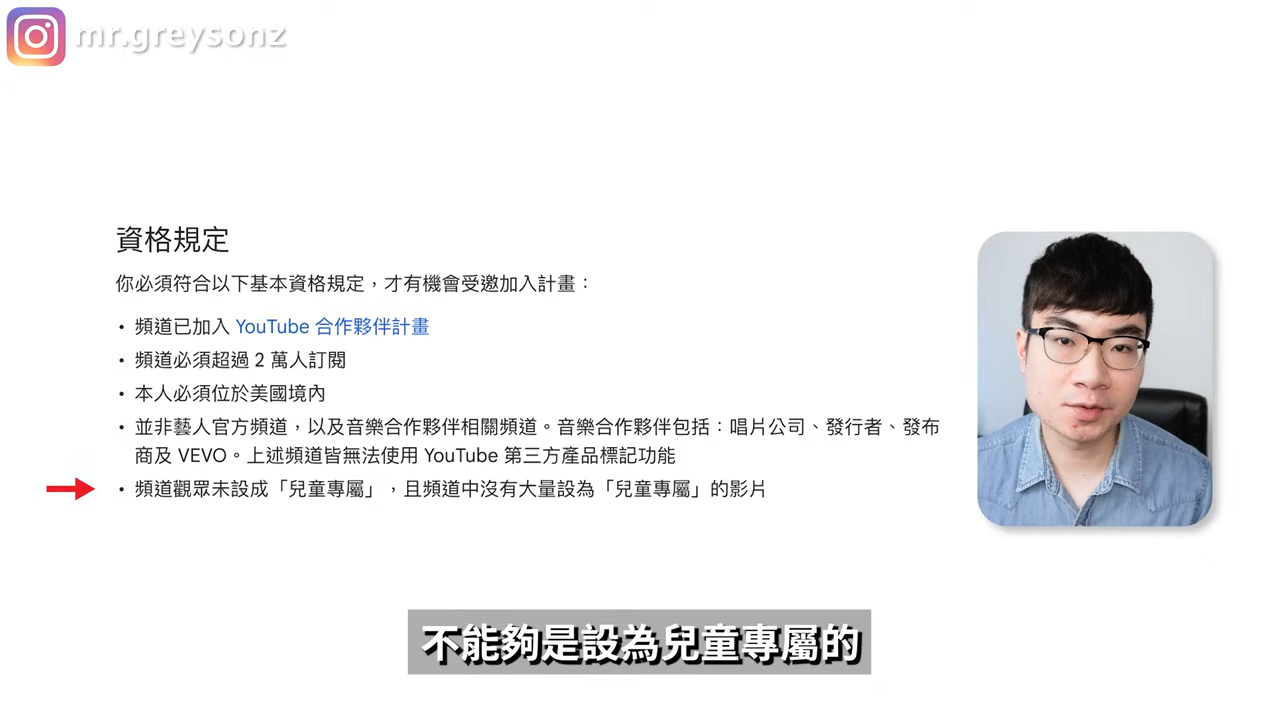 mr.greysonz
資格規定
你必須符合以下基本資格規定，才有機會受邀加入計畫：
• 頻道已加入 YouTube 合作夥伴計畫
• 頻道必須超過 2 萬人訂閱
• 本人必須位於美國境內
• 並非藝人官方頻道，以及音樂合作夥伴相關頻道。音樂合作夥伴包括：唱片公司、發行者、發布
商及 VEVO。上述頻道皆無法使用 YouTube 第三方產品標記功能
• 頻道觀眾未設成「兒童專屬」，且頻道中沒有大量設為「兒童專屬」的影片
不能夠是設為兒童專屬的